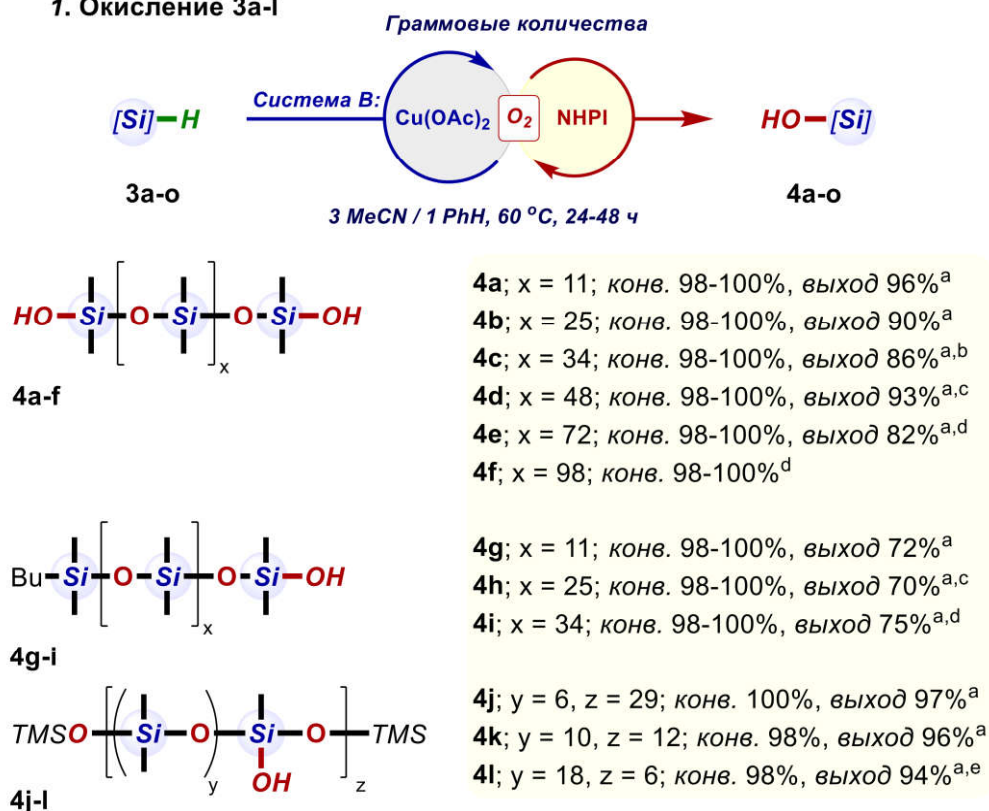 1. Окисление 3a-l
Граммовые количества
[Si]–H
Система B:
Cu(OAc)2
O2
NHPI
HO–[Si]
3a-o
4a-o
3 MeCN / 1 PhH, 60 °C, 24-48 ч
HO–Si–[O–Si–]x O–Si–OH
4a-f
4a; x = 11; конв. 98-100%, выход 96%a
4b; x = 25; конв. 98-100%, выход 90%a
4c; x = 34; конв. 98-100%, выход 86%a,b
4d; x = 48; конв. 98-100%, выход 93%a,c
4e; x = 72; конв. 98-100%, выход 82%a,d
4f; x = 98; конв. 98-100%d
Bu–Si–[O–Si–]x O–Si–OH
4g-i
4g; x = 11; конв. 98-100%, выход 72%a
4h; x = 25; конв. 98-100%, выход 70%a,c
4i; x = 34; конв. 98-100%, выход 75%a,d
TMSO–[(Si–O)y Si–O–]z TMS
OH
4j-l
4j; y = 6, z = 29; конв. 100%, выход 97%a
4k; y = 10, z = 12; конв. 98%, выход 96%a
4l; y = 18, z = 6; конв. 98%, выход 94%a,e